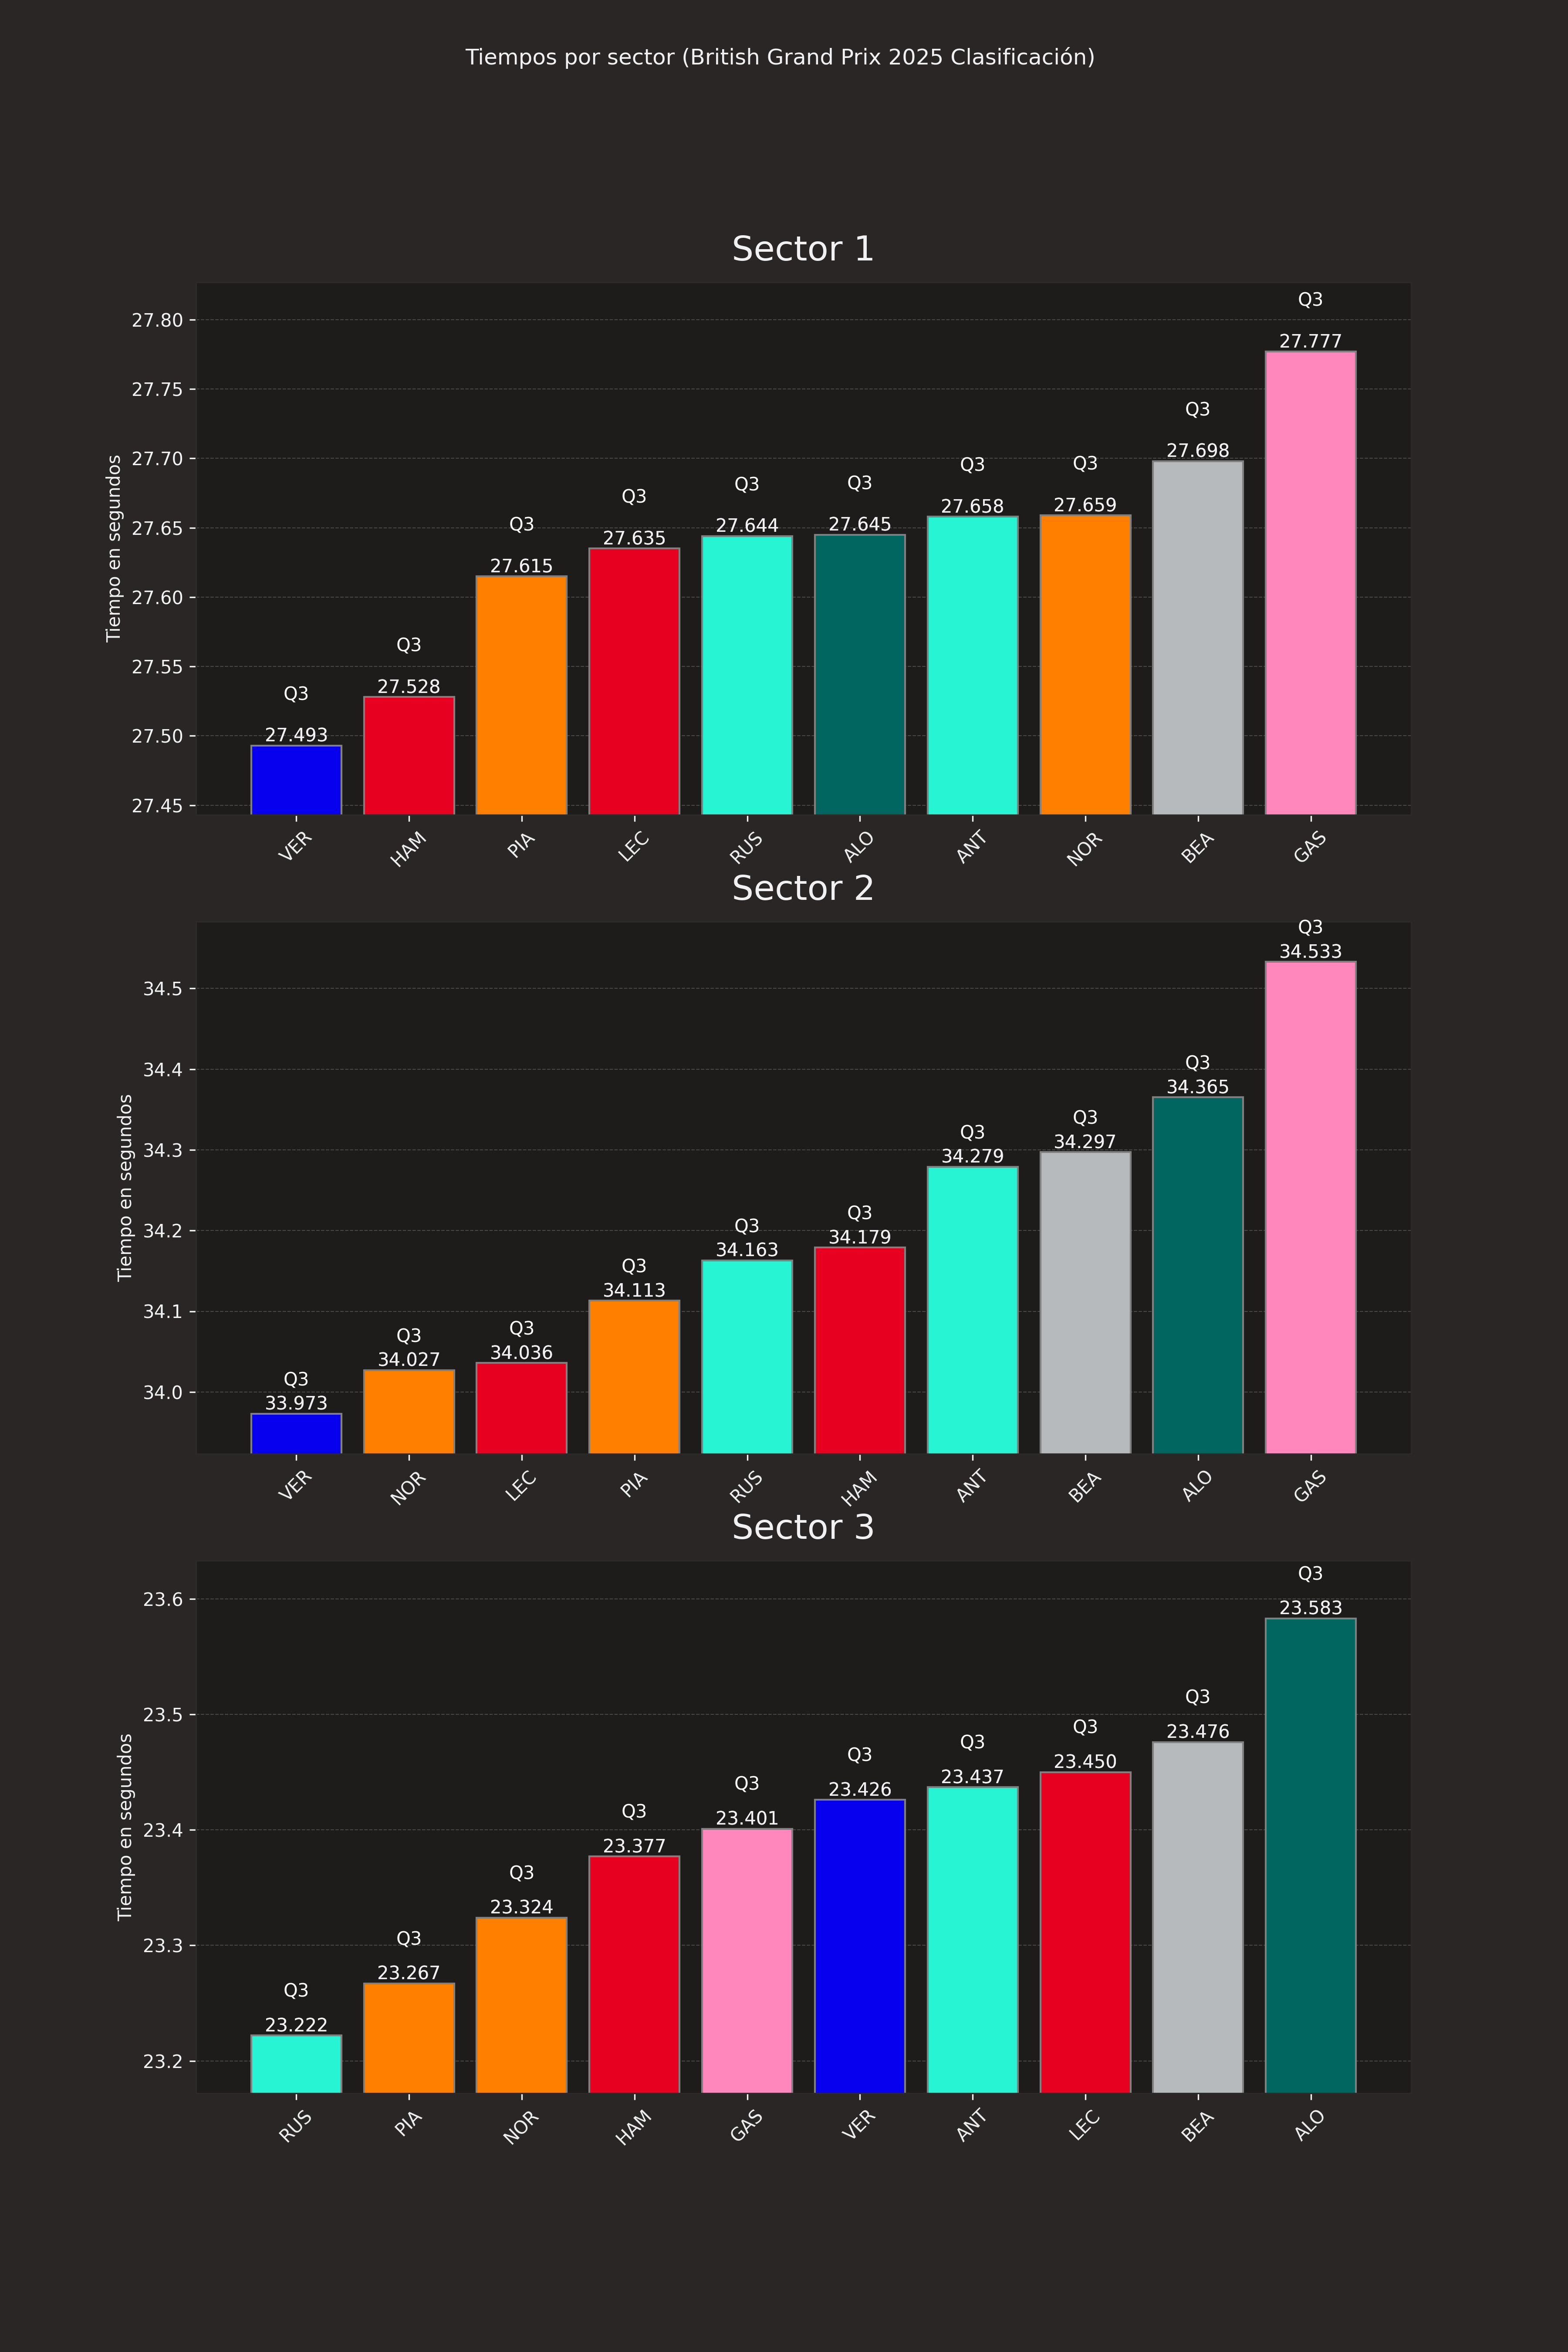 Tiempos por sector (British Grand Prix 2025 Clasificación)
Sector 1
Tiempo en segundos
27.80
27.75
27.70
27.65
27.60
27.55
27.50
27.45
Q3 Q3 Q3 Q3 Q3 Q3 Q3 Q3 Q3 Q3
27.493 27.528 27.615 27.635 27.644 27.645 27.658 27.659 27.698 27.777
VER HAM PIA LEC RUS ALO ANT NOR BEA GAS
Sector 2
Tiempo en segundos
34.5
34.4
34.3
34.2
34.1
34.0
Q3 Q3 Q3 Q3 Q3 Q3 Q3 Q3 Q3 Q3
33.973 34.027 34.036 34.113 34.163 34.179 34.279 34.297 34.365 34.533
VER NOR LEC PIA RUS HAM ANT BEA ALO GAS
Sector 3
Tiempo en segundos
23.6
23.5
23.4
23.3
23.2
Q3 Q3 Q3 Q3 Q3 Q3 Q3 Q3 Q3 Q3
23.222 23.267 23.324 23.377 23.401 23.426 23.437 23.450 23.476 23.583
RUS PIA NOR HAM GAS VER ANT LEC BEA ALO